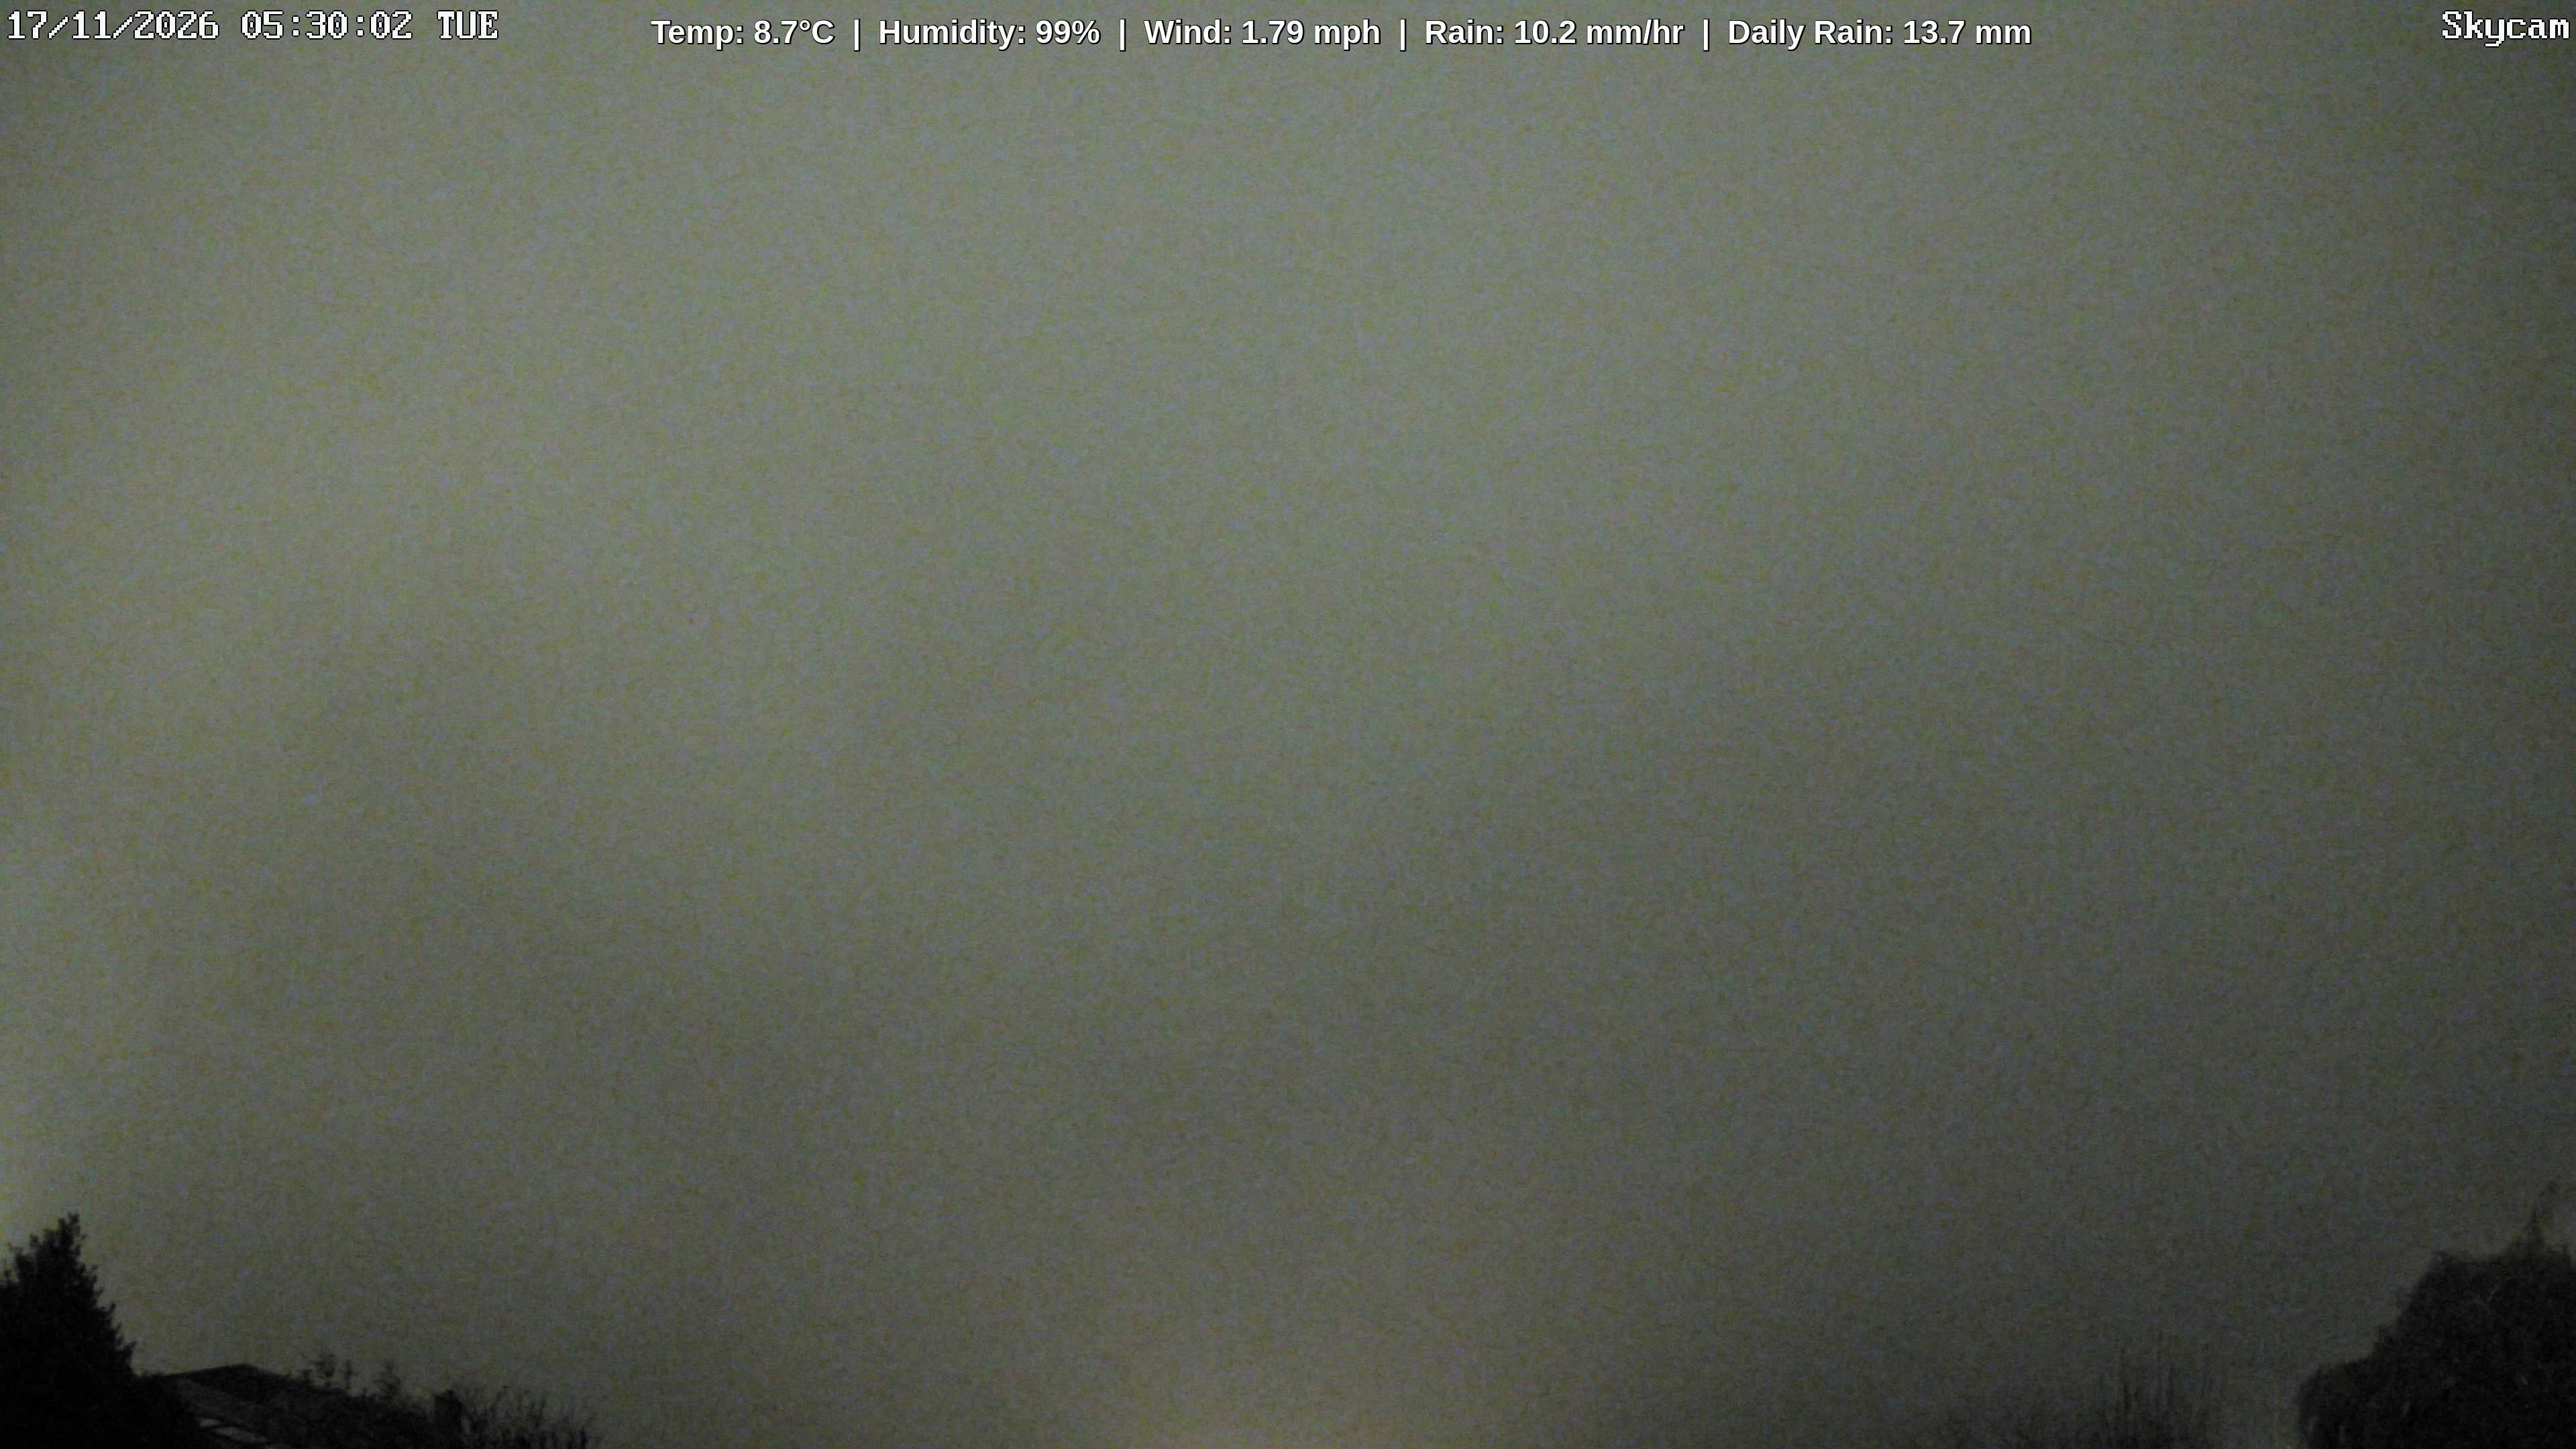 17/11/2026 05:30:02 TUE
Temp: 8.7°C | Humidity: 99% | Wind: 1.79 mph | Rain: 10.2 mm/hr | Daily Rain: 13.7 mm
Skycam